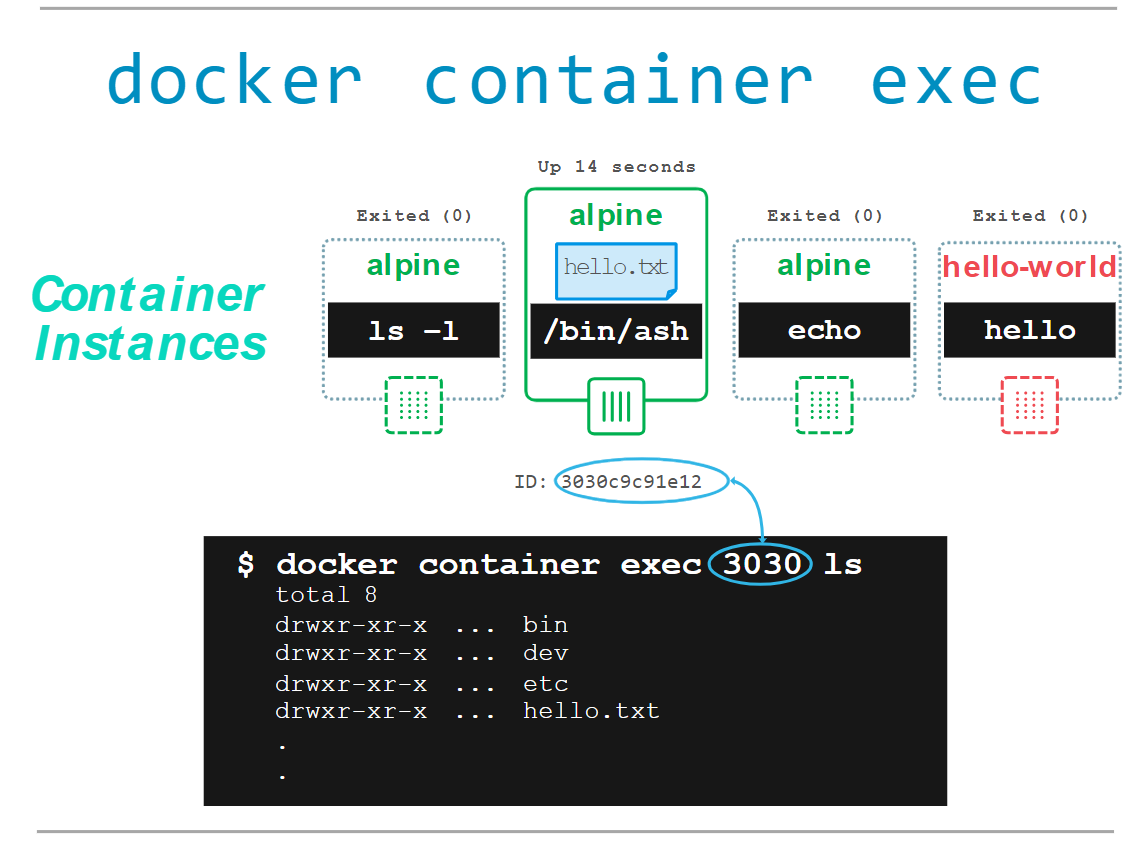 docker container exec
Up 14 seconds
Exited (0)
Exited (0)
Exited (0)
alpine
alpine
alpine
hello-world
hello.txt
Container
Instances
ls -l
/bin/ash
echo
hello
ID: 3030c9c91e12
$ docker container exec 3030 ls
total 8
drwxr-xr-x ... bin
drwxr-xr-x ... dev
drwxr-xr-x ... etc
drwxr-xr-x ... hello.txt
.
.